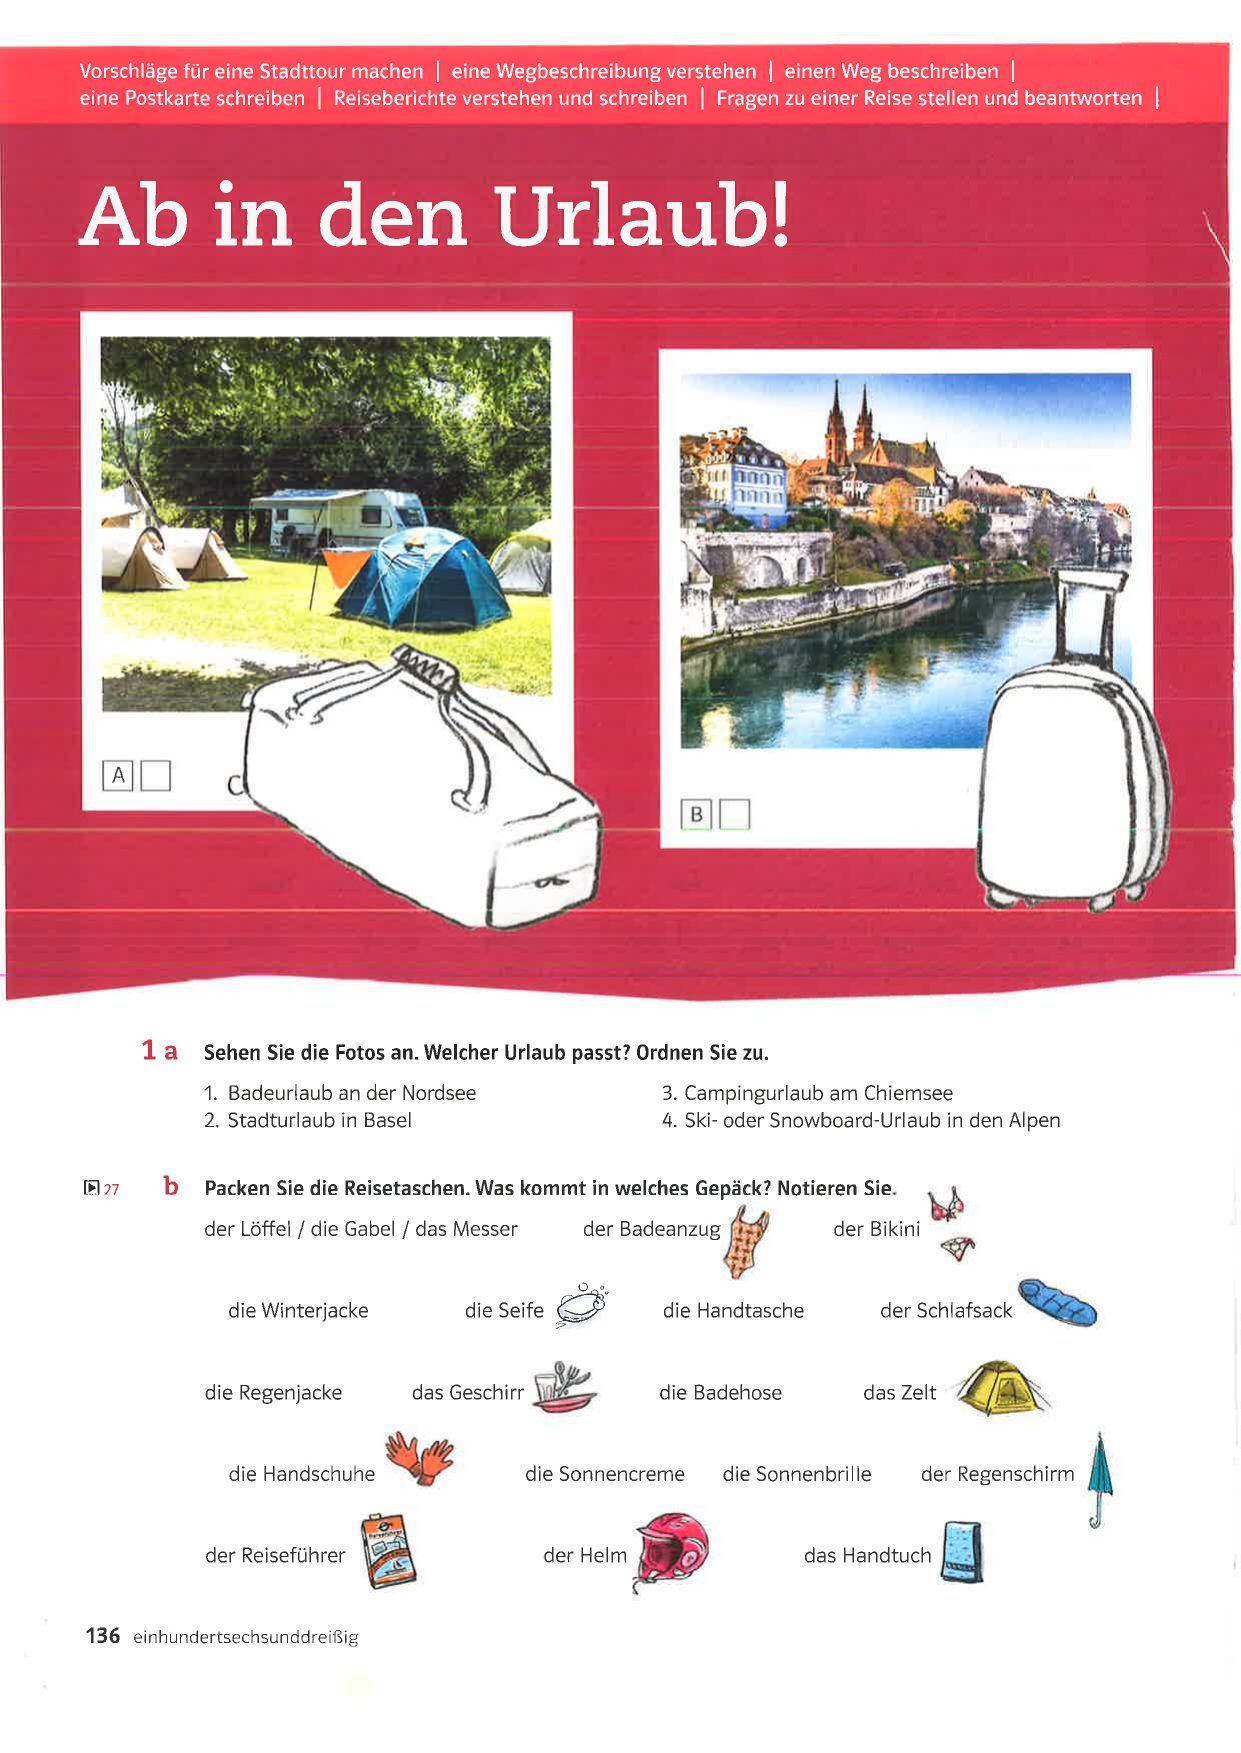 Vorschläge für eine Stadttour machen | eine Wegbeschreibung verstehen | einen Weg beschreiben |
eine Postkarte schreiben | Reiseberichte verstehen und schreiben | Fragen zu einer Reise stellen und beantworten |
Ab in den Urlaub!
A
B
1 a Sehen Sie die Fotos an. Welcher Urlaub passt? Ordnen Sie zu.
1. Badeurlaub an der Nordsee
2. Stadturlaub in Basel
3. Campingurlaub am Chiemsee
4. Ski- oder Snowboard-Urlaub in den Alpen
27 b Packen Sie die Reisetaschen. Was kommt in welches Gepäck? Notieren Sie.
der Löffel / die Gabel / das Messer der Badeanzug der Bikini
die Winterjacke die Seife die Handtasche der Schlafsack
die Regenjacke das Geschirr die Badehose das Zelt
die Handschuhe die Sonnencreme die Sonnenbrille der Regenschirm
der Reiseführer der Helm das Handtuch
136 einhundertsechsunddreißig